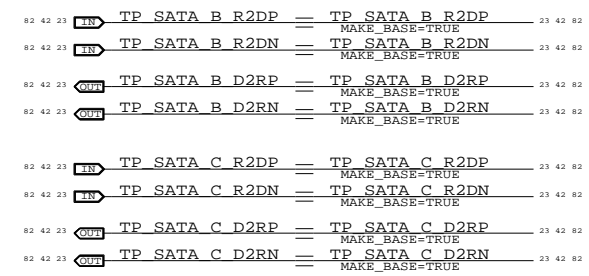 82 42 23 IN TP_SATA_B_R2DP TP_SATA_B_R2DP 23 42 82
MAKE_BASE=TRUE
82 42 23 IN TP_SATA_B_R2DN TP_SATA_B_R2DN 23 42 82
MAKE_BASE=TRUE
82 42 23 OUT TP_SATA_B_D2RP TP_SATA_B_D2RP 23 42 82
MAKE_BASE=TRUE
82 42 23 OUT TP_SATA_B_D2RN TP_SATA_B_D2RN 23 42 82
MAKE_BASE=TRUE
82 42 23 IN TP_SATA_C_R2DP TP_SATA_C_R2DP 23 42 82
MAKE_BASE=TRUE
82 42 23 IN TP_SATA_C_R2DN TP_SATA_C_R2DN 23 42 82
MAKE_BASE=TRUE
82 42 23 OUT TP_SATA_C_D2RP TP_SATA_C_D2RP 23 42 82
MAKE_BASE=TRUE
82 42 23 OUT TP_SATA_C_D2RN TP_SATA_C_D2RN 23 42 82
MAKE_BASE=TRUE